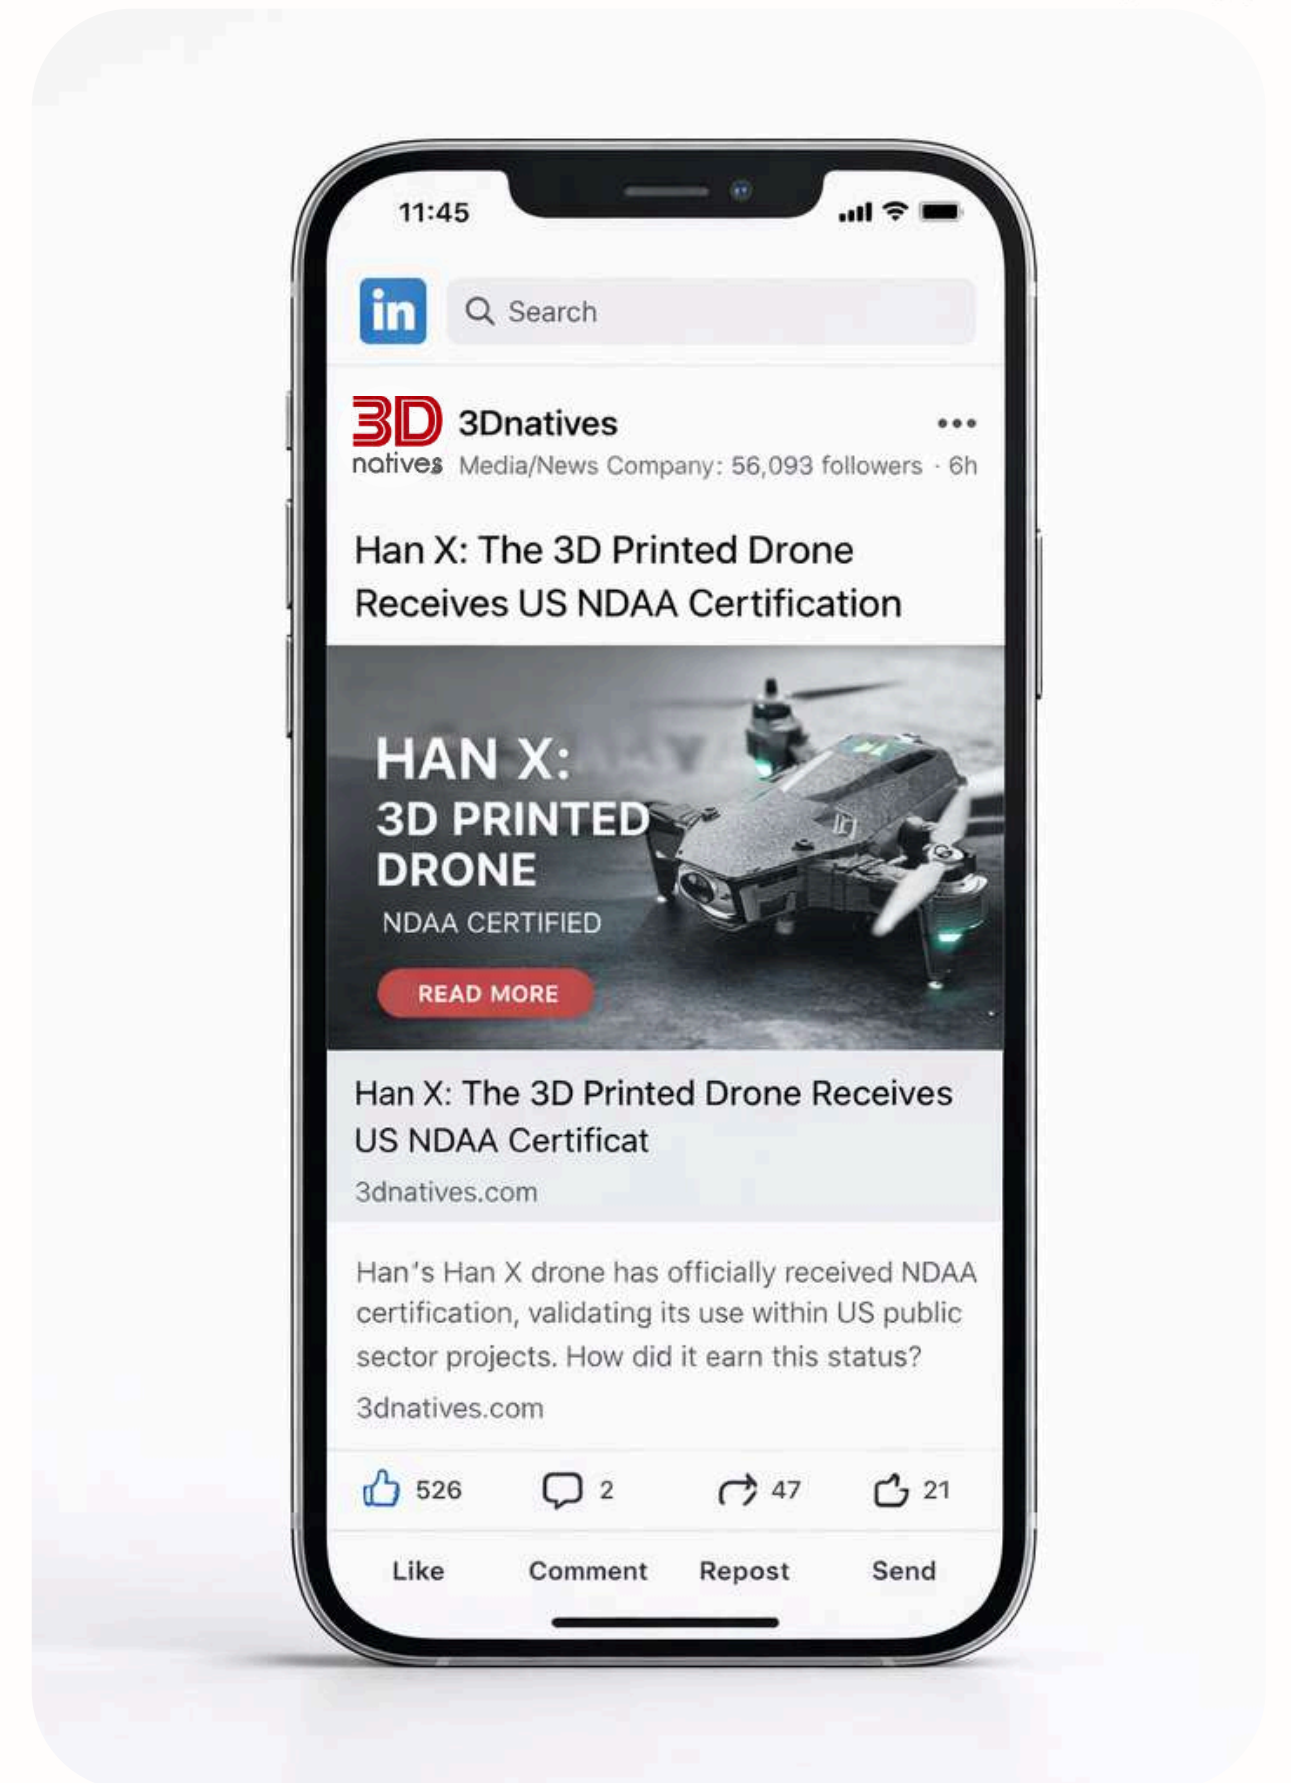 11:45
in
Search
3D
natives
3Dnatives
Media/News Company: 56,093 followers · 6h
Han X: The 3D Printed Drone
Receives US NDAA Certification
HAN X:
3D PRINTED
DRONE
NDAA CERTIFIED
READ MORE
Han X: The 3D Printed Drone Receives
US NDAA Certificat
3dnatives.com
Han's Han X drone has officially received NDAA
certification, validating its use within US public
sector projects. How did it earn this status?
3dnatives.com
526 2 47 21
Like Comment Repost Send